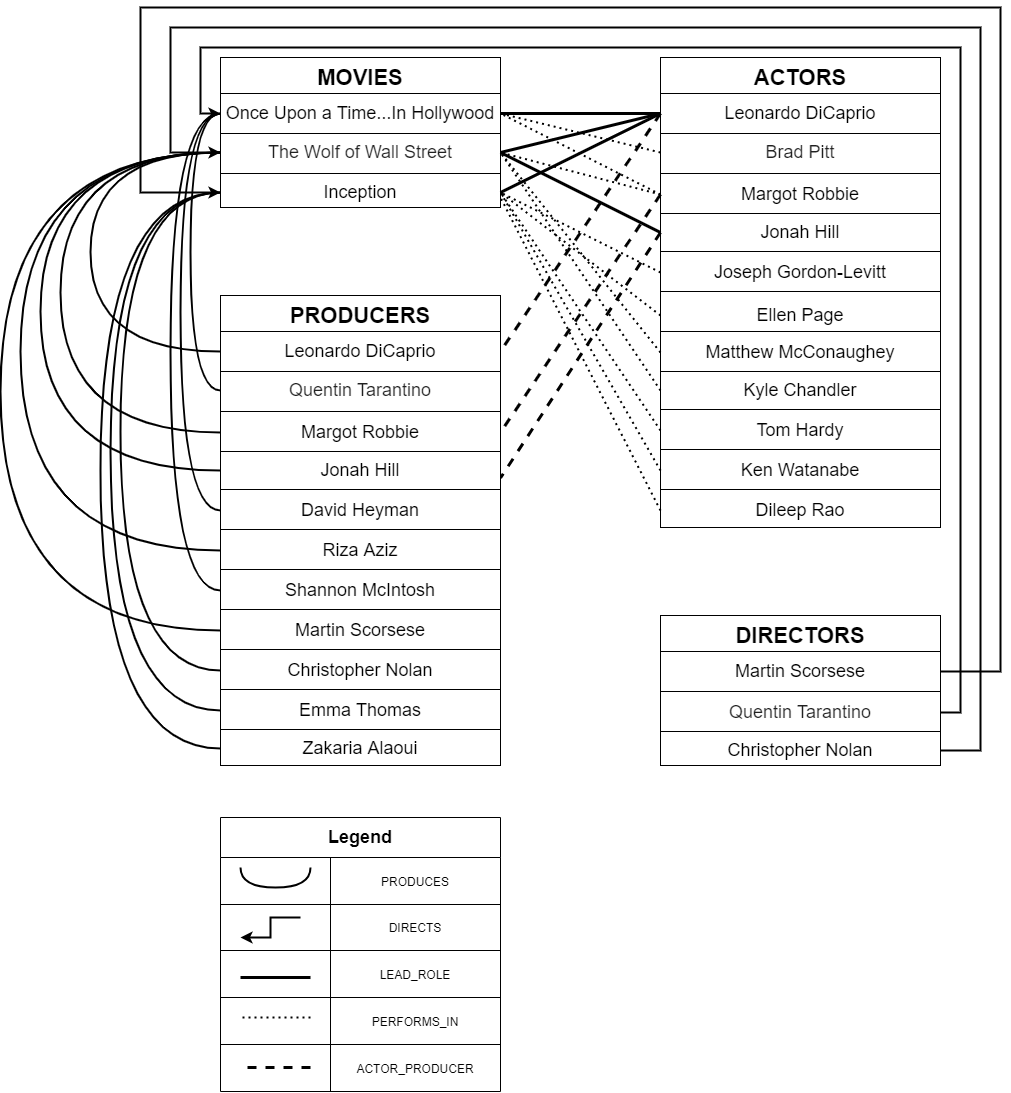 MOVIES
Once Upon a Time...In Hollywood
The Wolf of Wall Street
Inception
ACTORS
Leonardo DiCaprio
Brad Pitt
Margot Robbie
Jonah Hill
Joseph Gordon-Levitt
Ellen Page
Matthew McConaughey
Kyle Chandler
Tom Hardy
Ken Watanabe
Dileep Rao
PRODUCERS
Leonardo DiCaprio
Quentin Tarantino
Margot Robbie
Jonah Hill
David Heyman
Riza Aziz
Shannon McIntosh
Martin Scorsese
Christopher Nolan
Emma Thomas
Zakaria Alaoui
DIRECTORS
Martin Scorsese
Quentin Tarantino
Christopher Nolan
Legend
PRODUCES
DIRECTS
LEAD_ROLE
PERFORMS_IN
ACTOR_PRODUCER